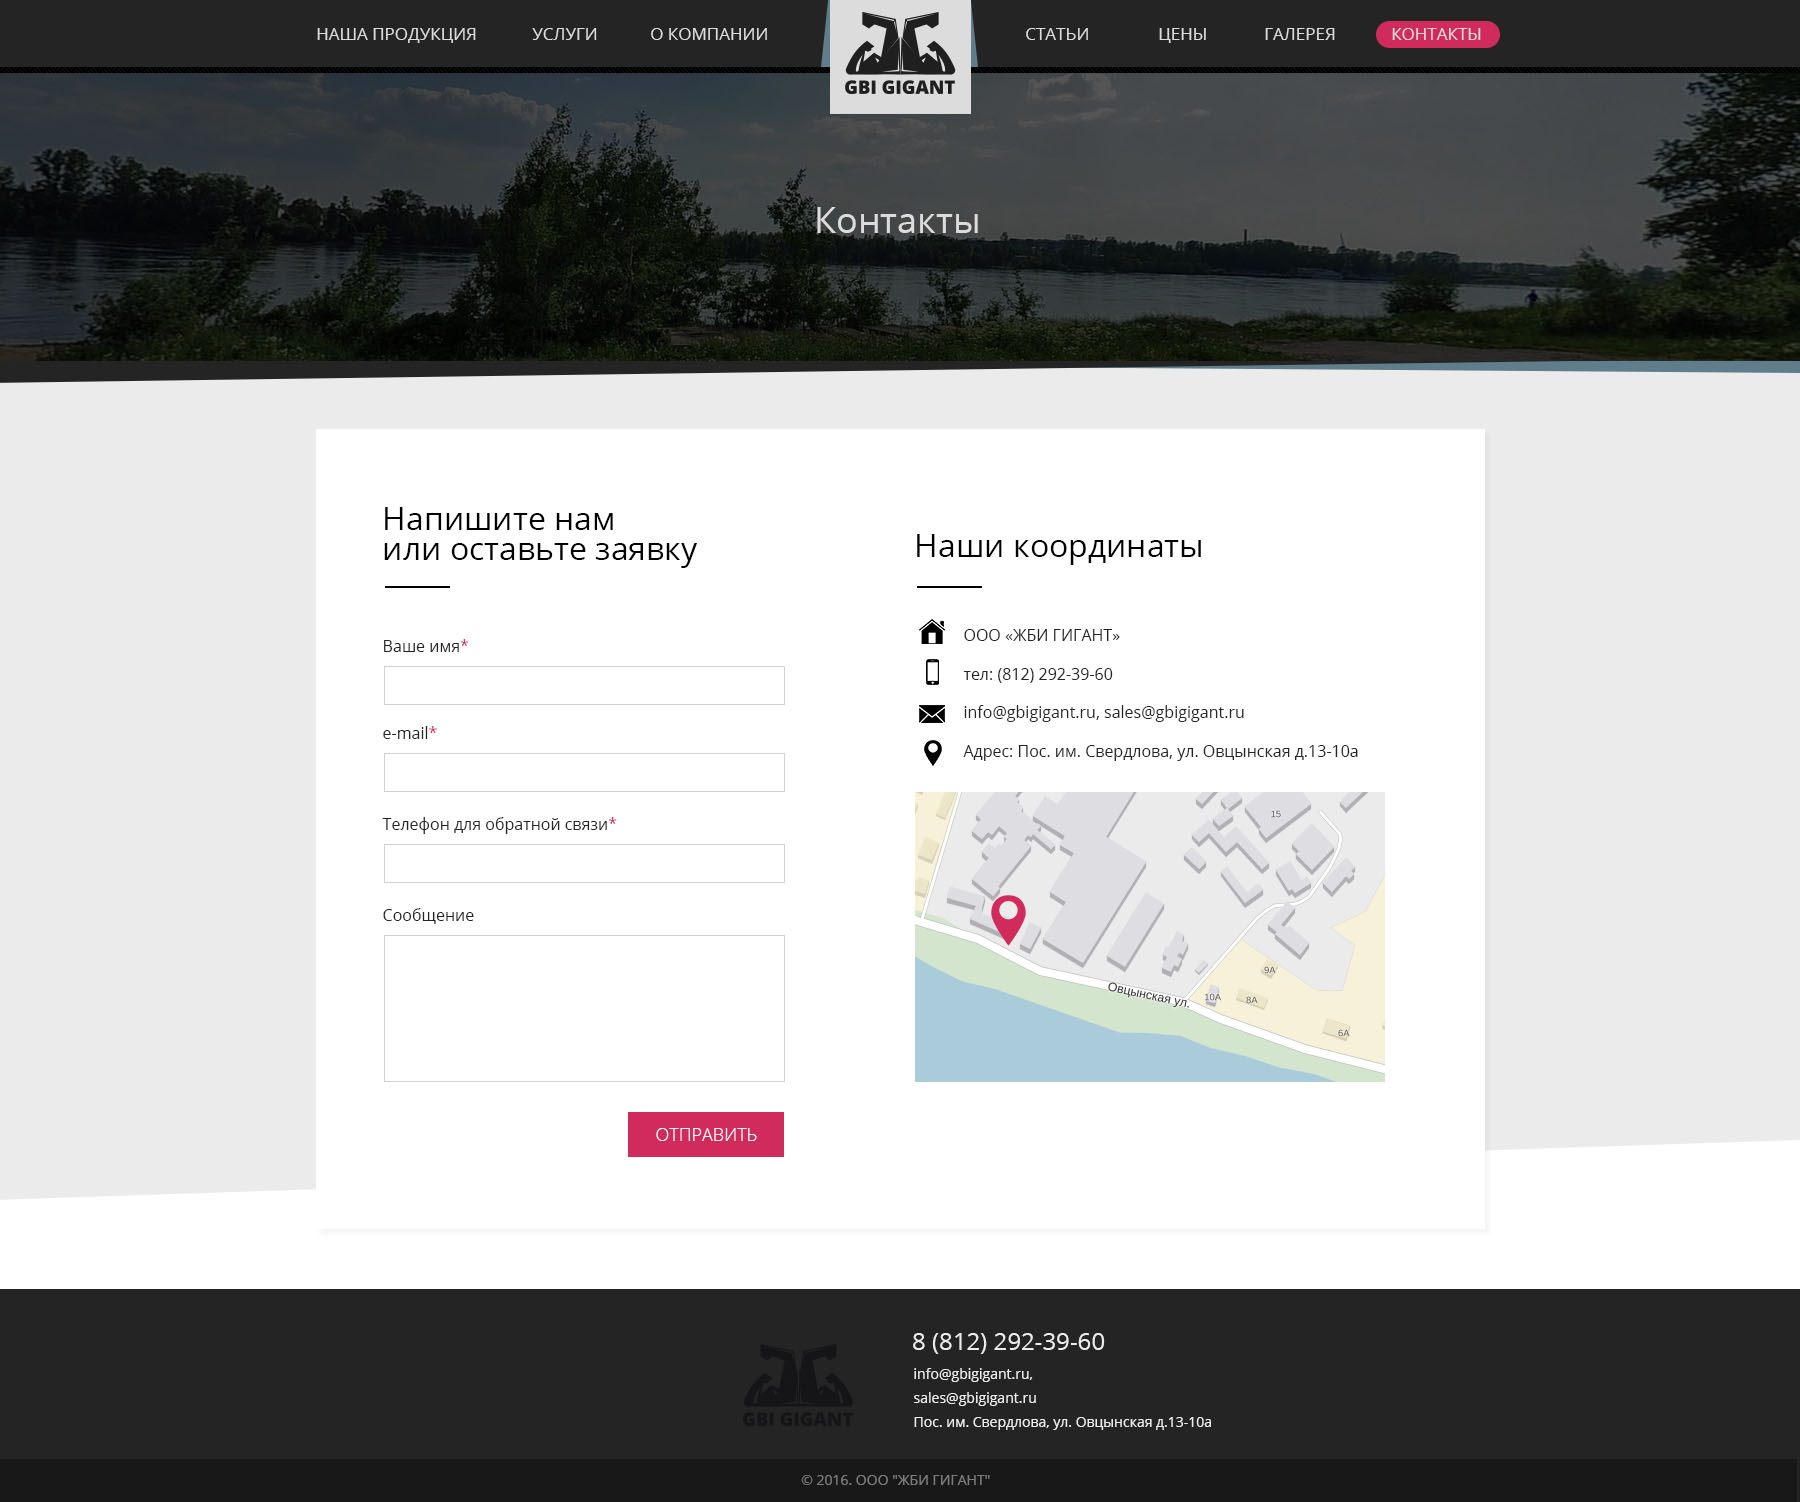 НАША ПРОДУКЦИЯ
УСЛУГИ
О КОМПАНИИ
GBI GIGANT
СТАТЬИ
ЦЕНЫ
ГАЛЕРЕЯ
КОНТАКТЫ
Контакты
Напишите нам
или оставьте заявку
Ваше имя*
e-mail*
Телефон для обратной связи*
Сообщение
ОТПРАВИТЬ
Наши координаты
ООО «ЖБИ ГИГАНТ»
тел: (812) 292-39-60
info@gbigigant.ru, sales@gbigigant.ru
Адрес: Пос. им. Свердлова, ул. Овцынская д.13-10а
15
9А
10А
8А
Овцынская ул.
6А
GBI GIGANT
8 (812) 292-39-60
info@gbigigant.ru,
sales@gbigigant.ru
Пос. им. Свердлова, ул. Овцынская д.13-10а
© 2016. ООО "ЖБИ ГИГАНТ"